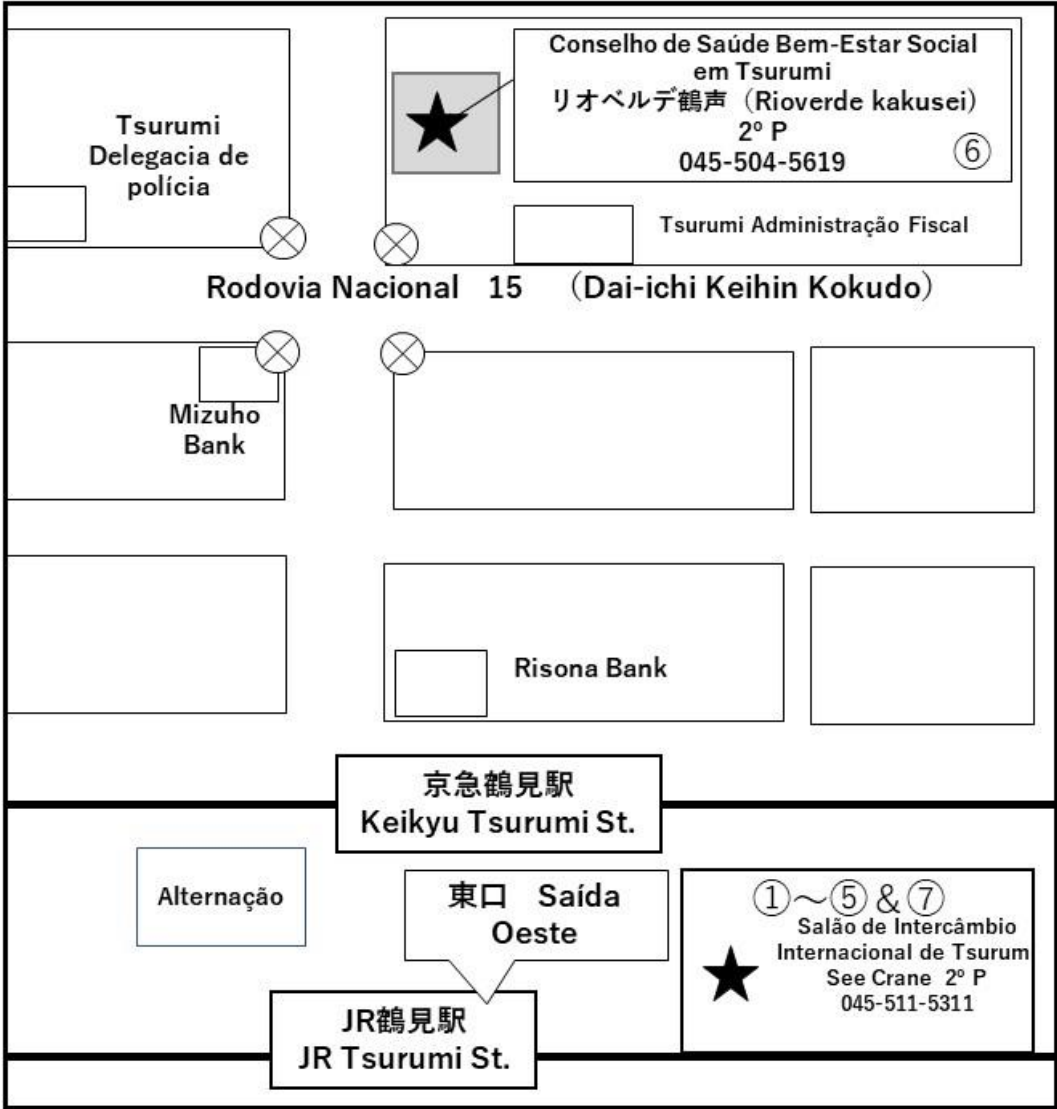 Conselho de Saúde Bem-Estar Social
em Tsurumi
リオベルデ鶴声（Rioverde kakusei）
2º P
045-504-5619
⑥
Tsurumi
Delegacia de
polícia
Tsurumi Administração Fiscal
Rodovia Nacional 15 （Dai-ichi Keihin Kokudo）
Mizuho
Bank
Risona Bank
京急鶴見駅
Keikyu Tsurumi St.
Alternação
東口 Saída
Oeste
①～⑤＆⑦
Salão de Intercâmbio
Internacional de Tsurum
See Crane 2º P
045-511-5311
JR鶴見駅
JR Tsurumi St.